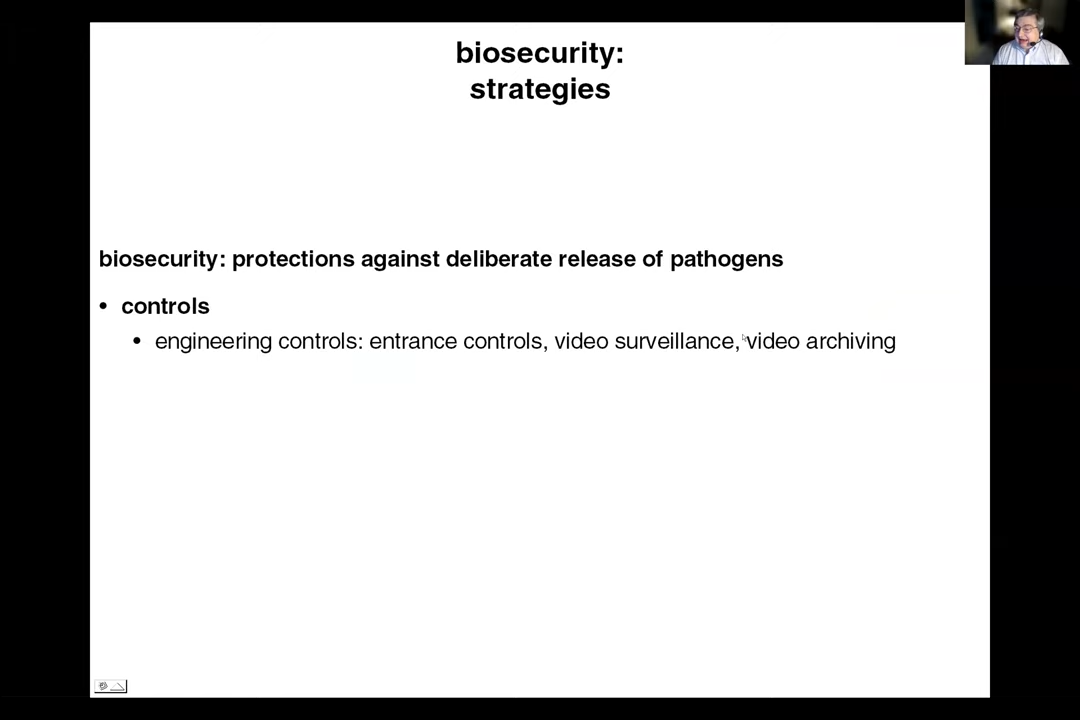 biosecurity:
strategies
biosecurity: protections against deliberate release of pathogens
• controls
• engineering controls: entrance controls, video surveillance, video archiving